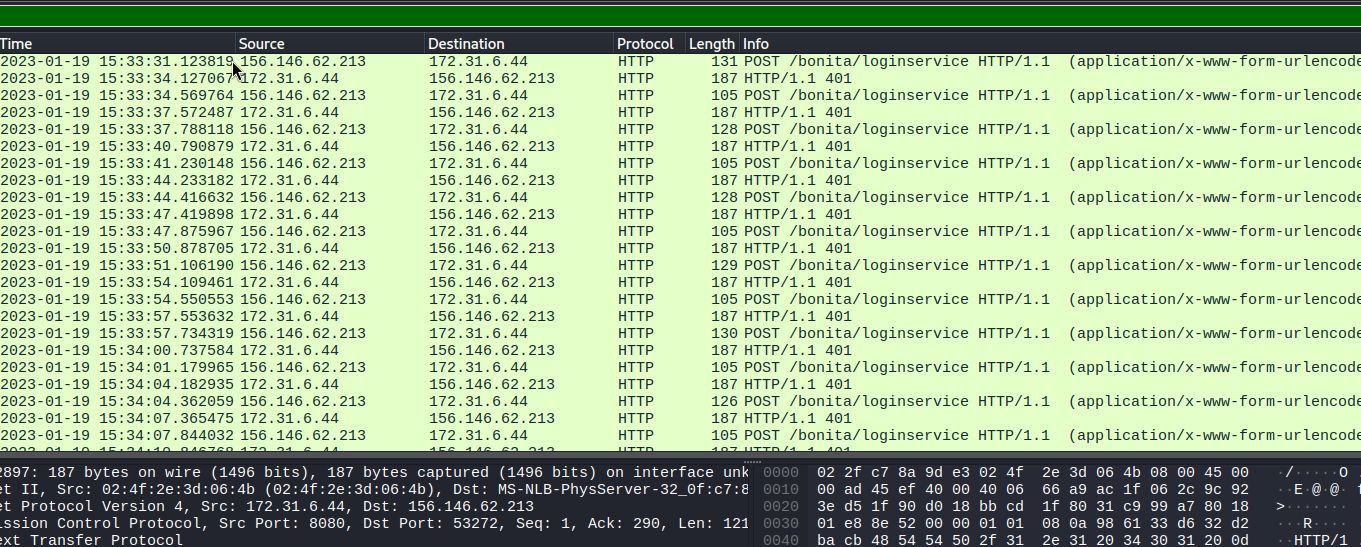 Time Source Destination Protocol Length Info
2023-01-19 15:33:31.123819 156.146.62.213 172.31.6.44 HTTP 131 POST /bonita/loginservice HTTP/1.1 (application/x-www-form-urlencode
2023-01-19 15:33:34.127067 172.31.6.44 156.146.62.213 HTTP 187 HTTP/1.1 401
2023-01-19 15:33:34.569764 156.146.62.213 172.31.6.44 HTTP 105 POST /bonita/loginservice HTTP/1.1 (application/x-www-form-urlencode
2023-01-19 15:33:37.572487 172.31.6.44 156.146.62.213 HTTP 187 HTTP/1.1 401
2023-01-19 15:33:37.788118 156.146.62.213 172.31.6.44 HTTP 128 POST /bonita/loginservice HTTP/1.1 (application/x-www-form-urlencode
2023-01-19 15:33:40.790879 172.31.6.44 156.146.62.213 HTTP 187 HTTP/1.1 401
2023-01-19 15:33:41.230148 156.146.62.213 172.31.6.44 HTTP 105 POST /bonita/loginservice HTTP/1.1 (application/x-www-form-urlencode
2023-01-19 15:33:44.233182 172.31.6.44 156.146.62.213 HTTP 187 HTTP/1.1 401
2023-01-19 15:33:44.416632 156.146.62.213 172.31.6.44 HTTP 128 POST /bonita/loginservice HTTP/1.1 (application/x-www-form-urlencode
2023-01-19 15:33:47.419898 172.31.6.44 156.146.62.213 HTTP 187 HTTP/1.1 401
2023-01-19 15:33:47.875967 156.146.62.213 172.31.6.44 HTTP 105 POST /bonita/loginservice HTTP/1.1 (application/x-www-form-urlencode
2023-01-19 15:33:50.878705 172.31.6.44 156.146.62.213 HTTP 187 HTTP/1.1 401
2023-01-19 15:33:51.106190 156.146.62.213 172.31.6.44 HTTP 129 POST /bonita/loginservice HTTP/1.1 (application/x-www-form-urlencode
2023-01-19 15:33:54.109461 172.31.6.44 156.146.62.213 HTTP 187 HTTP/1.1 401
2023-01-19 15:33:54.550553 156.146.62.213 172.31.6.44 HTTP 105 POST /bonita/loginservice HTTP/1.1 (application/x-www-form-urlencode
2023-01-19 15:33:57.553632 172.31.6.44 156.146.62.213 HTTP 187 HTTP/1.1 401
2023-01-19 15:33:57.734319 156.146.62.213 172.31.6.44 HTTP 130 POST /bonita/loginservice HTTP/1.1 (application/x-www-form-urlencode
2023-01-19 15:34:00.737584 172.31.6.44 156.146.62.213 HTTP 187 HTTP/1.1 401
2023-01-19 15:34:01.179965 156.146.62.213 172.31.6.44 HTTP 105 POST /bonita/loginservice HTTP/1.1 (application/x-www-form-urlencode
2023-01-19 15:34:04.182935 172.31.6.44 156.146.62.213 HTTP 187 HTTP/1.1 401
2023-01-19 15:34:04.362059 156.146.62.213 172.31.6.44 HTTP 126 POST /bonita/loginservice HTTP/1.1 (application/x-www-form-urlencode
2023-01-19 15:34:07.365475 172.31.6.44 156.146.62.213 HTTP 187 HTTP/1.1 401
2023-01-19 15:34:07.844032 156.146.62.213 172.31.6.44 HTTP 105 POST /bonita/loginservice HTTP/1.1 (application/x-www-form-urlencode
2897: 187 bytes on wire (1496 bits), 187 bytes captured (1496 bits) on interface unk
et II, Src: 02:4f:2e:3d:06:4b (02:4f:2e:3d:06:4b), Dst: MS-NLB-PhysServer-32_0f:c7:8
et Protocol Version 4, Src: 172.31.6.44, Dst: 156.146.62.213
ission Control Protocol, Src Port: 8080, Dst Port: 53272, Seq: 1, Ack: 290, Len: 121
ext Transfer Protocol
0000 02 2f c7 8a 9d e3 02 4f 2e 3d 06 4b 08 00 45 00 ·/·····O
0010 00 ad 45 ef 40 00 40 06 66 a9 ac 1f 06 2c 9c 92 ··E·@·@·
0020 3e d5 1f 90 d0 18 bb cd 1f 80 31 c9 99 a7 80 18 >·······
0030 01 e8 8e 52 00 00 01 01 08 0a 98 61 33 d6 32 d2 ···R····
0040 ba cb 48 54 54 50 2f 31 2e 31 20 34 30 31 20 0d ··HTTP/1